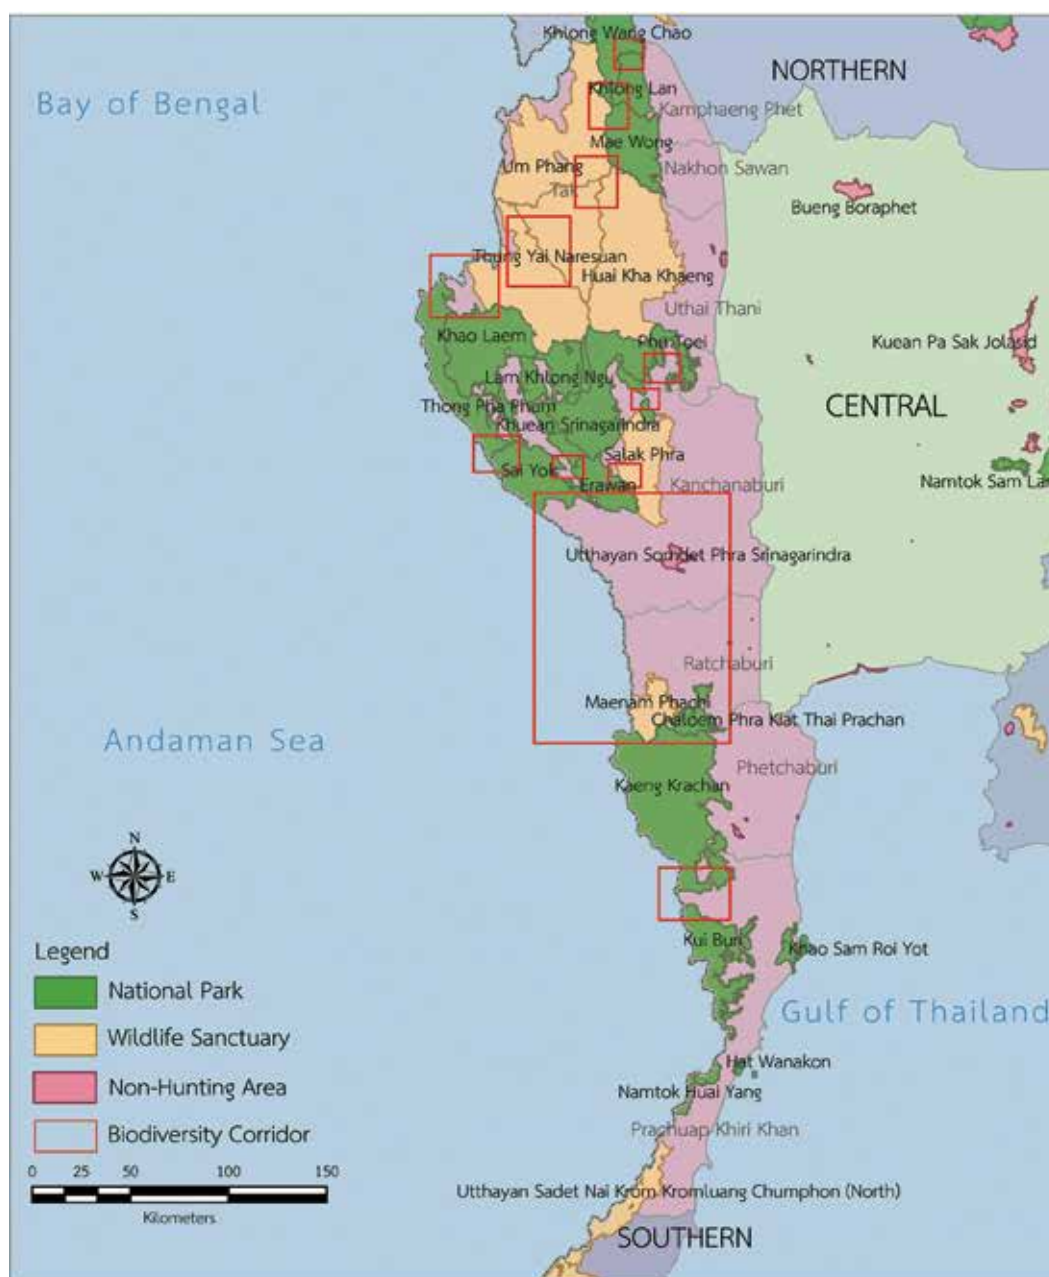 Khlong Wang Chao
NORTHERN
Khlong Lan
Bay of Bengal
Kamphaeng Phet
Mae Wong
Um Phang
Nakhon Sawan
Tak
Bueng Boraphet
Thung Yai Naresuan
Huai Kha Khaeng
Uthai Thani
Khao Laem
Phu Toei
Kuean Pa Sak Jolasid
Lam Khlong Ngu
Thong Pha Phum
CENTRAL
Khuean Srinagarindra
Salak Phra
Sai Yok
Erawan
Kanchanaburi
Namtok Sam Lan
Utthayan Somdet Phra Srinagarindra
Ratchaburi
Maenam Phachi
Chaloem Phra Kiat Thai Prachan
Andaman Sea
Phetchaburi
Kaeng Krachan
N
W
E
S
Kui Buri
Khao Sam Roi Yot
Legend
National Park
Gulf of Thailand
Wildlife Sanctuary
Hat Wanakon
Non-Hunting Area
Namtok Huai Yang
Biodiversity Corridor
Prachuap Khiri Khan
0 25 50 100 150
Kilometers
Utthayan Sadet Nai Krom Kromluang Chumphon (North)
SOUTHERN